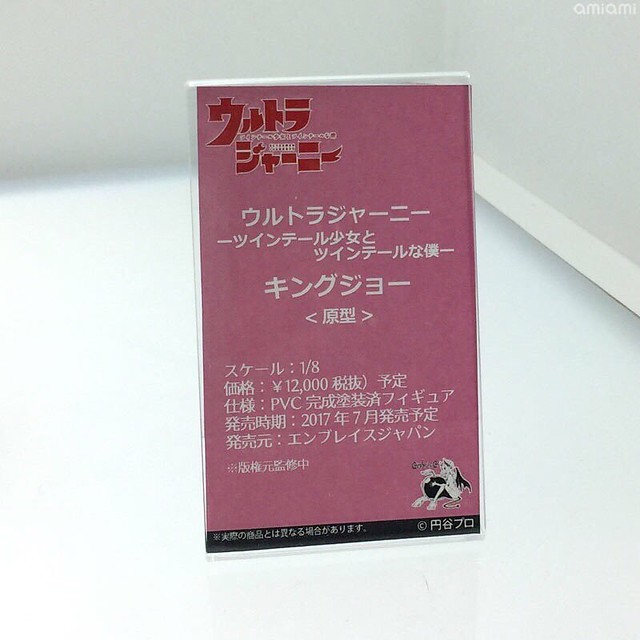 amiami
ウルトラ
ジャーニー
ウルトラジャーニー
ーツインテール少女と
ツインテールな僕ー
キングジョー
<原型>
スケール：1/8
価格：￥12,000 税抜）予定
仕様：PVC 完成塗装済フィギュア
発売時期：2017年7月発売予定
発売元：エンブレイスジャパン
※版権元監修中
※実際の商品とは異なる場合があります。
© 円谷プロ